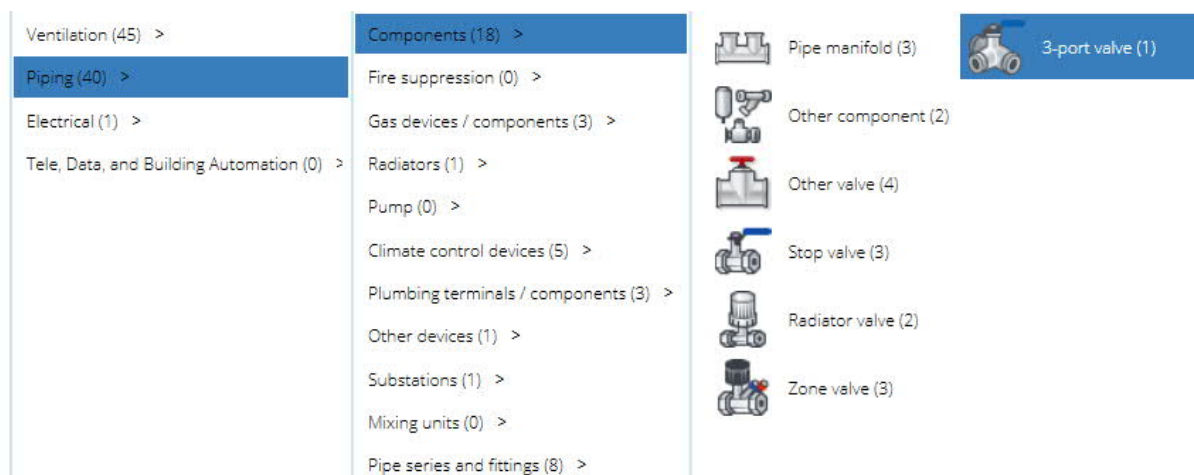 Ventilation (45) >
Piping (40) >
Electrical (1) >
Tele, Data, and Building Automation (0) >
Components (18) >
Fire suppression (0) >
Gas devices / components (3) >
Radiators (1) >
Pump (0) >
Climate control devices (5) >
Plumbing terminals / components (3) >
Other devices (1) >
Substations (1) >
Mixing units (0) >
Pipe series and fittings (8) >
Pipe manifold (3)
Other component (2)
Other valve (4)
Stop valve (3)
Radiator valve (2)
Zone valve (3)
3-port valve (1)